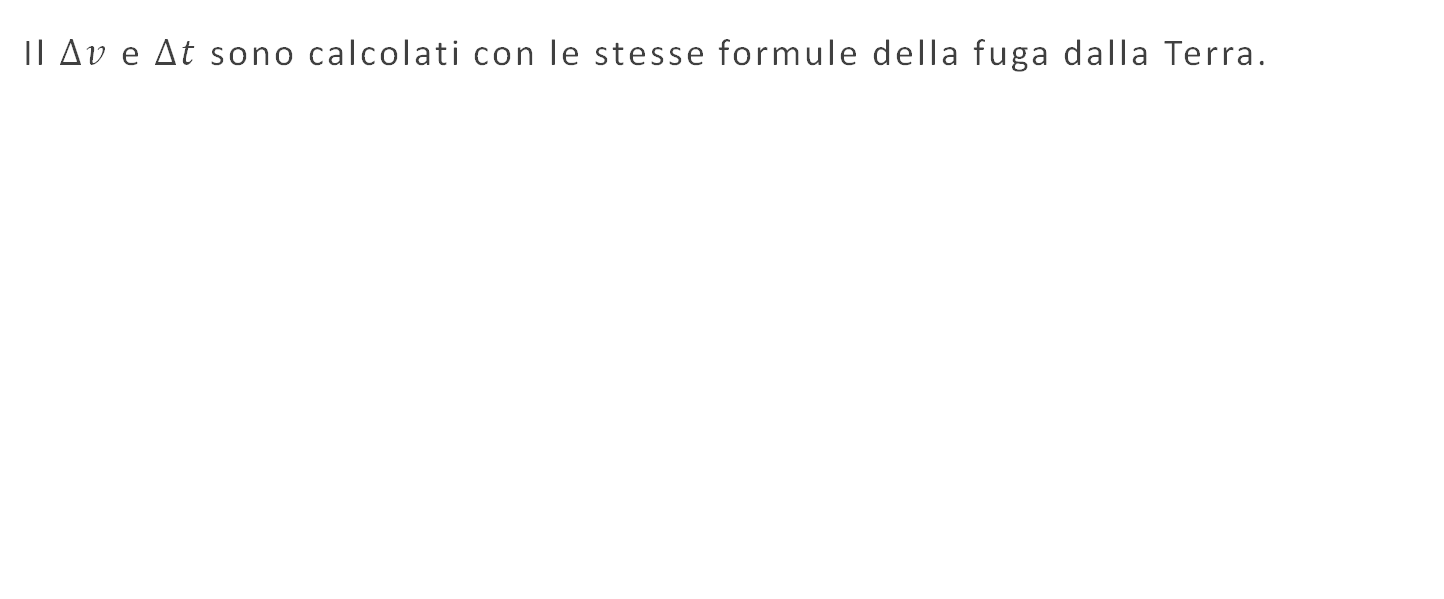 Il Δv e Δt sono calcolati con le stesse formule della fuga dalla Terra.